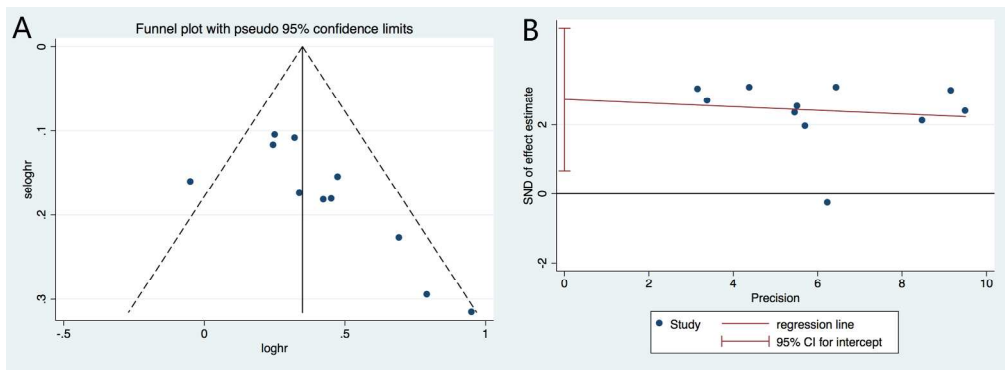 A
Funnel plot with pseudo 95% confidence limits
0
.1
.2
.3
seloghr
-.5
0
.5
1
loghr
B
SND of effect estimate
2
0
-2
0
2
4
6
8
10
Precision
Study
regression line
95% CI for intercept